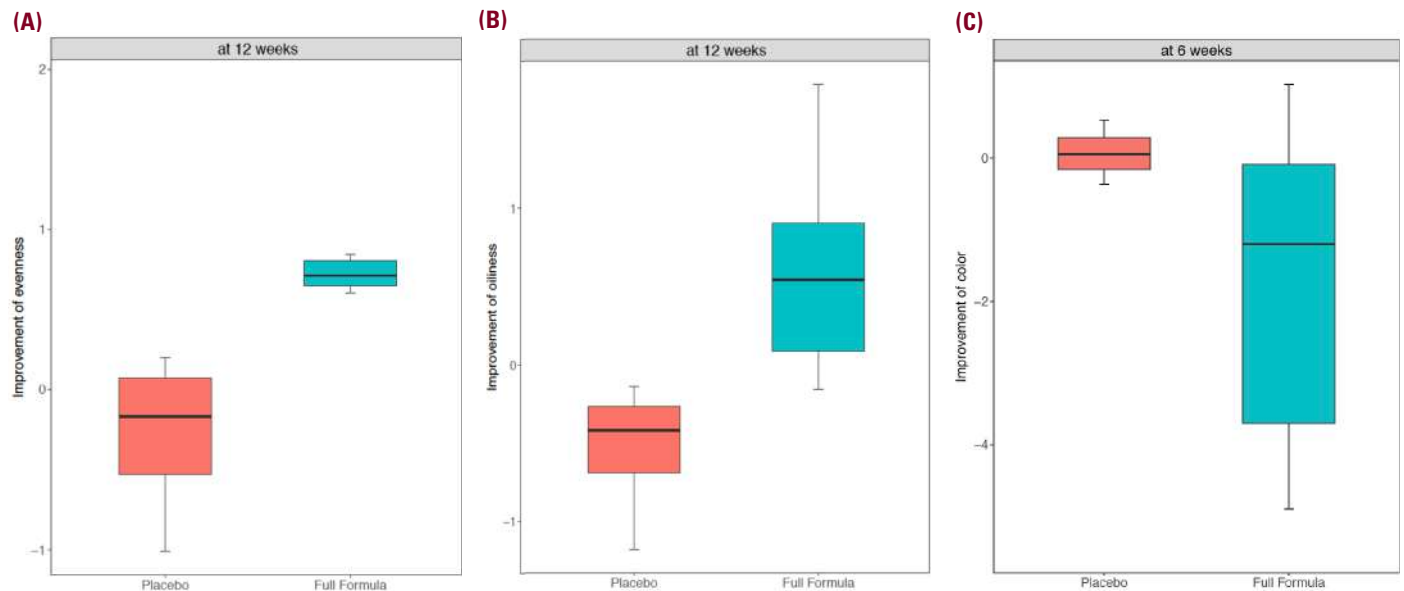 (A)
at 12 weeks
2
1
0
−1
Improvement of evenness
Placebo
Full Formula
(B)
at 12 weeks
1
0
−1
Improvement of oiliness
Placebo
Full Formula
(C)
at 6 weeks
0
−2
−4
Improvement of color
Placebo
Full Formula